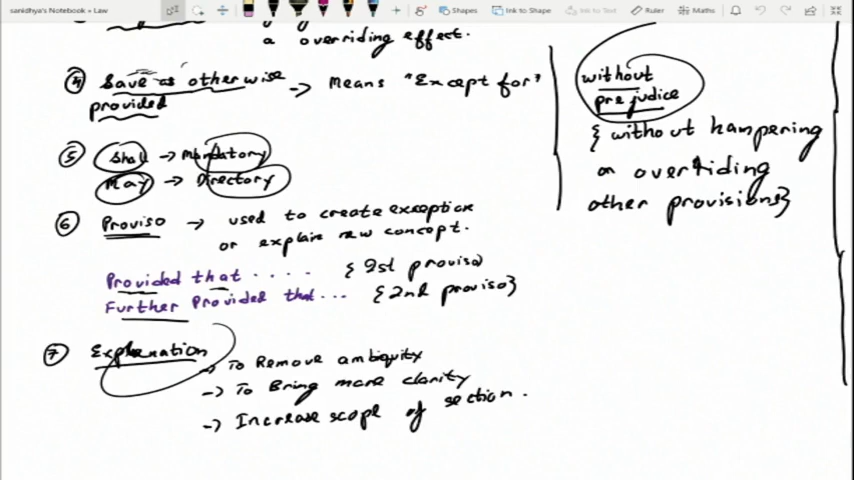 sanidhya's Notebook • Law
Shapes
Ink to Shape
Ink to Text
Ruler
Maths
a overriding effect.
④ Save as otherwise provided -> Means "Except for"
⑤ Shall -> Mandatory
May -> Directory
⑥ Proviso -> used to create exception
or explain new concept.
Provided that .... {1st proviso}
Further Provided that... {2nd proviso}
⑦ Explanation
-> To Remove ambiguity
-> To Bring more clarity
-> Increase scope of section.
without
prejudice
{ without hampering
or overriding
other provisions}